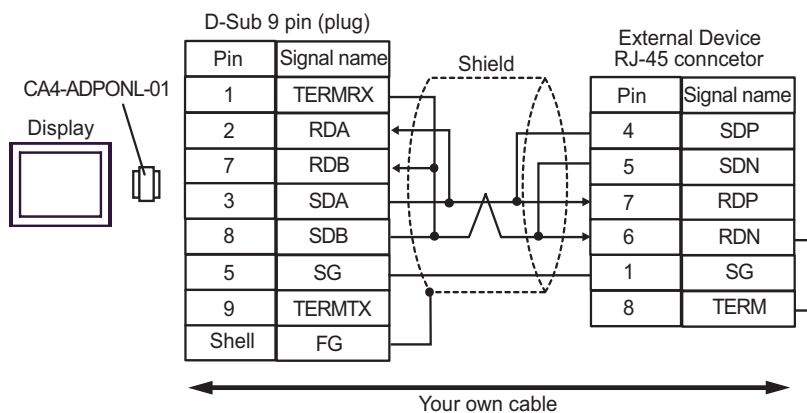 D-Sub 9 pin (plug)
External Device
RJ-45 conncetor
Pin Signal name
Shield
Pin Signal name
CA4-ADPONL-01
Display
1 TERMRX
2 RDA
7 RDB
3 SDA
8 SDB
5 SG
9 TERMTX
Shell FG
4 SDP
5 SDN
7 RDP
6 RDN
1 SG
8 TERM
Your own cable